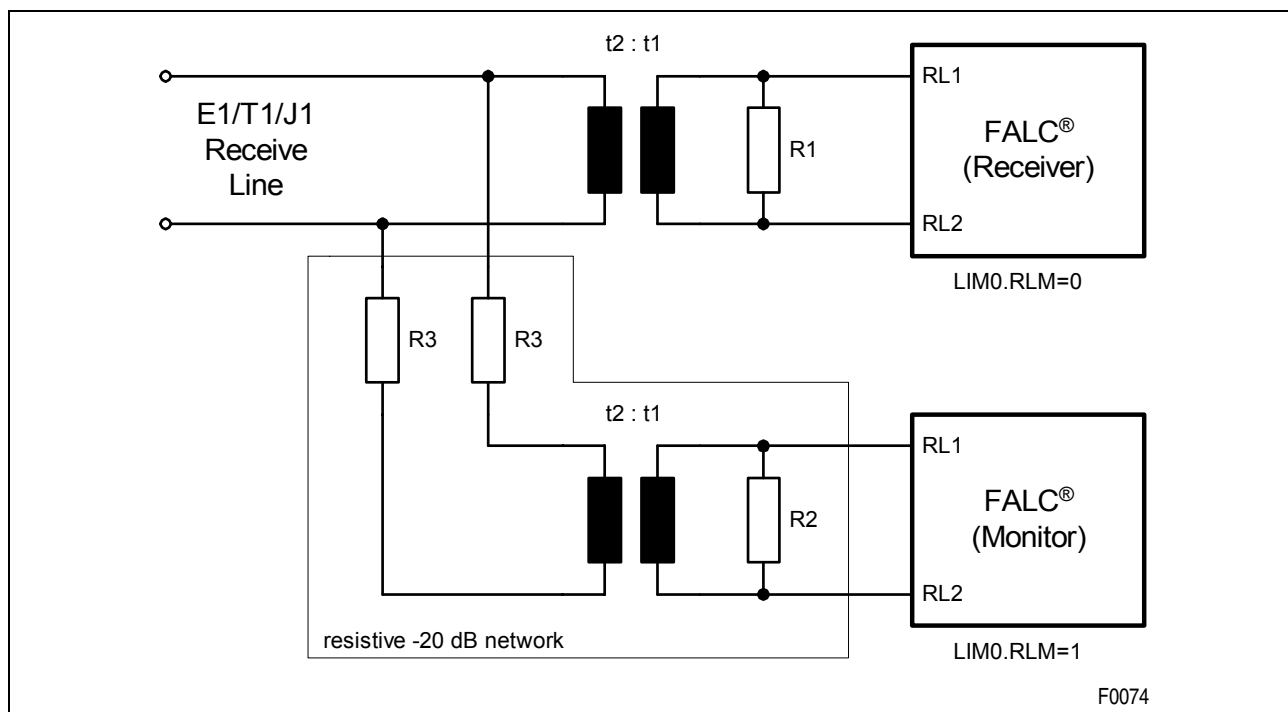 t2 : t1
E1/T1/J1
Receive
Line
R1
RL1
FALC®
(Receiver)
RL2
LIM0.RLM=0
R3
R3
t2 : t1
R2
RL1
FALC®
(Monitor)
RL2
resistive -20 dB network
LIM0.RLM=1
F0074